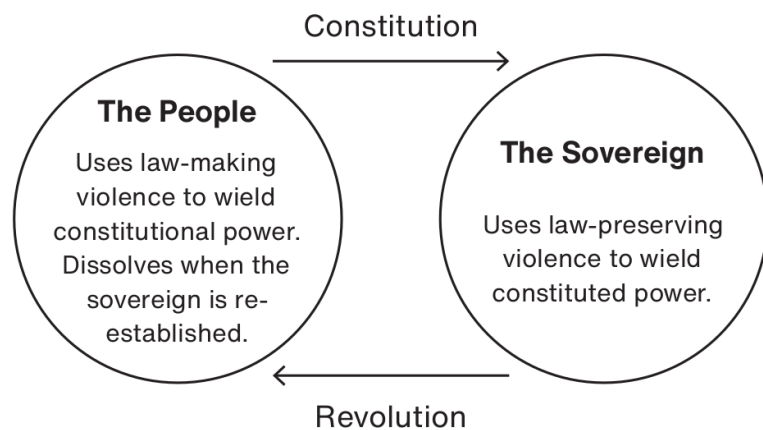 Constitution
The People
Uses law-making
violence to wield
constitutional power.
Dissolves when the
sovereign is re-
established.
The Sovereign
Uses law-preserving
violence to wield
constituted power.
Revolution